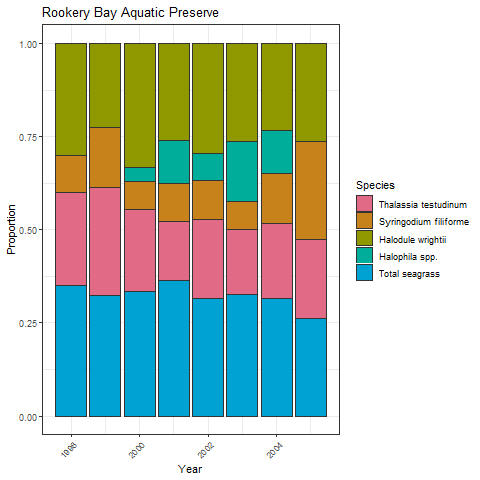 Rookery Bay Aquatic Preserve
1.00
0.75
0.50
0.25
0.00
Proportion
1998
2000
2002
2004
Year
Species
Thalassia testudinum
Syringodium filiforme
Halodule wrightii
Halophila spp.
Total seagrass